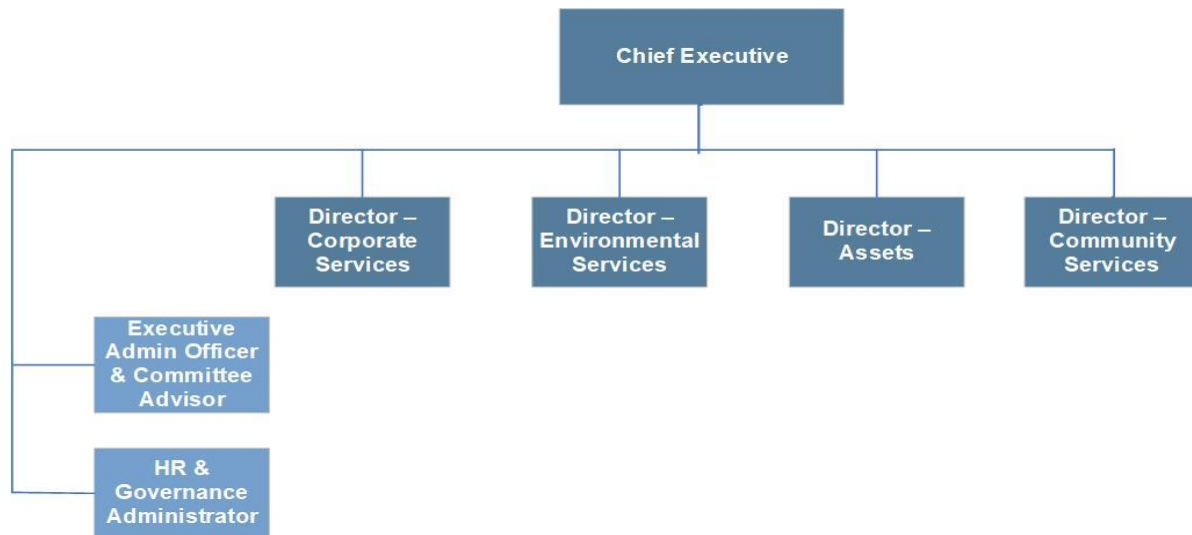 Chief Executive
Director –
Corporate
Services
Director –
Environmental
Services
Director –
Assets
Director –
Community
Services
Executive
Admin Officer
& Committee
Advisor
HR &
Governance
Administrator